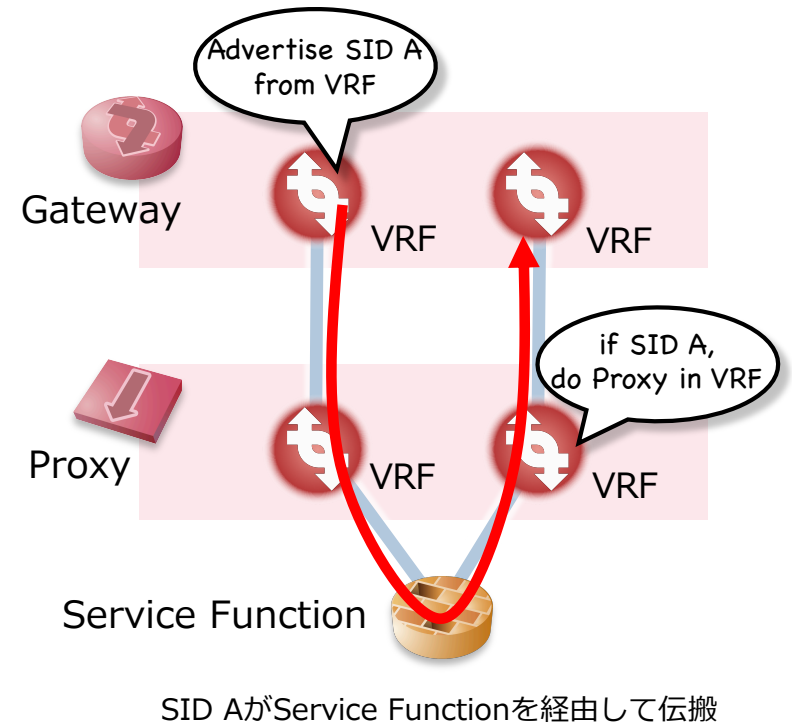 Advertise SID A
from VRF
Gateway
VRF
VRF
if SID A,
do Proxy in VRF
Proxy
VRF
VRF
Service Function
SID AがService Functionを経由して伝搬